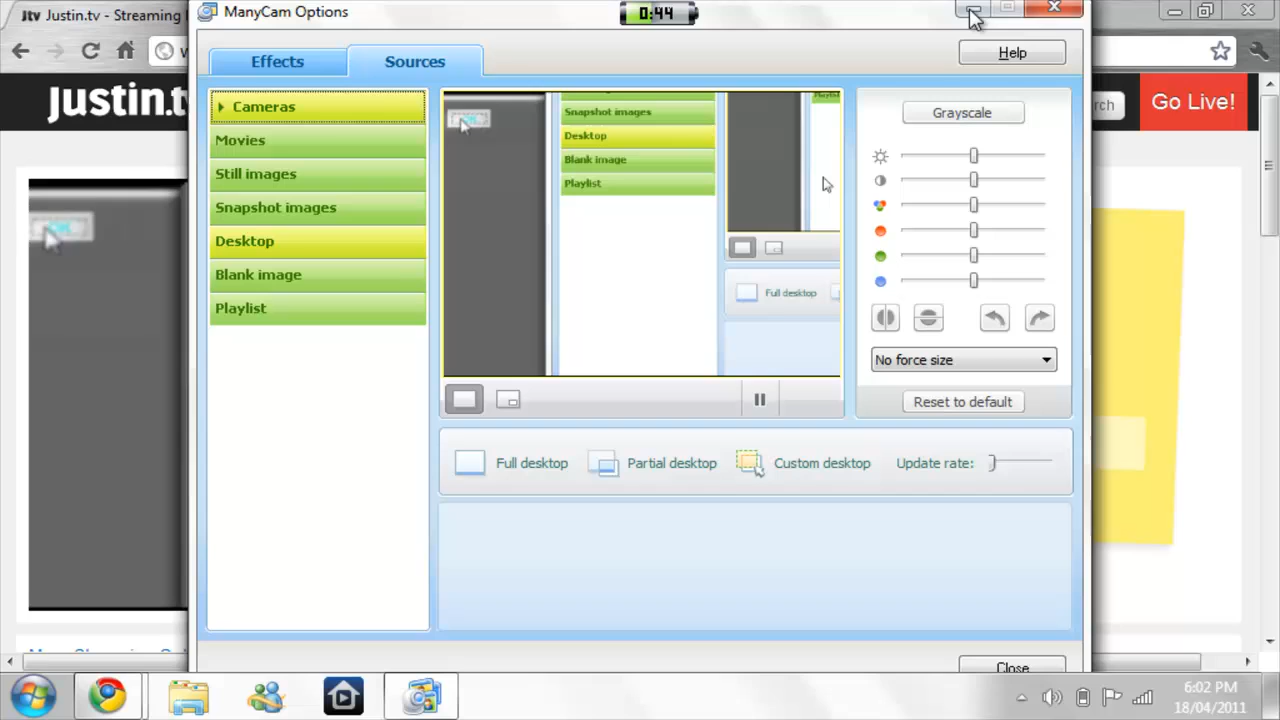 Justin.tv - Streaming
ManyCam Options
0:44
Justin.tv
rch
Go Live!
Effects
Sources
Help
Cameras
Movies
Still images
Snapshot images
Desktop
Blank image
Playlist
Snapshot images
Desktop
Blank image
Playlist
Full desktop
Grayscale
No force size
Reset to default
Full desktop
Partial desktop
Custom desktop
Update rate:
Close
6:02 PM
18/04/2011